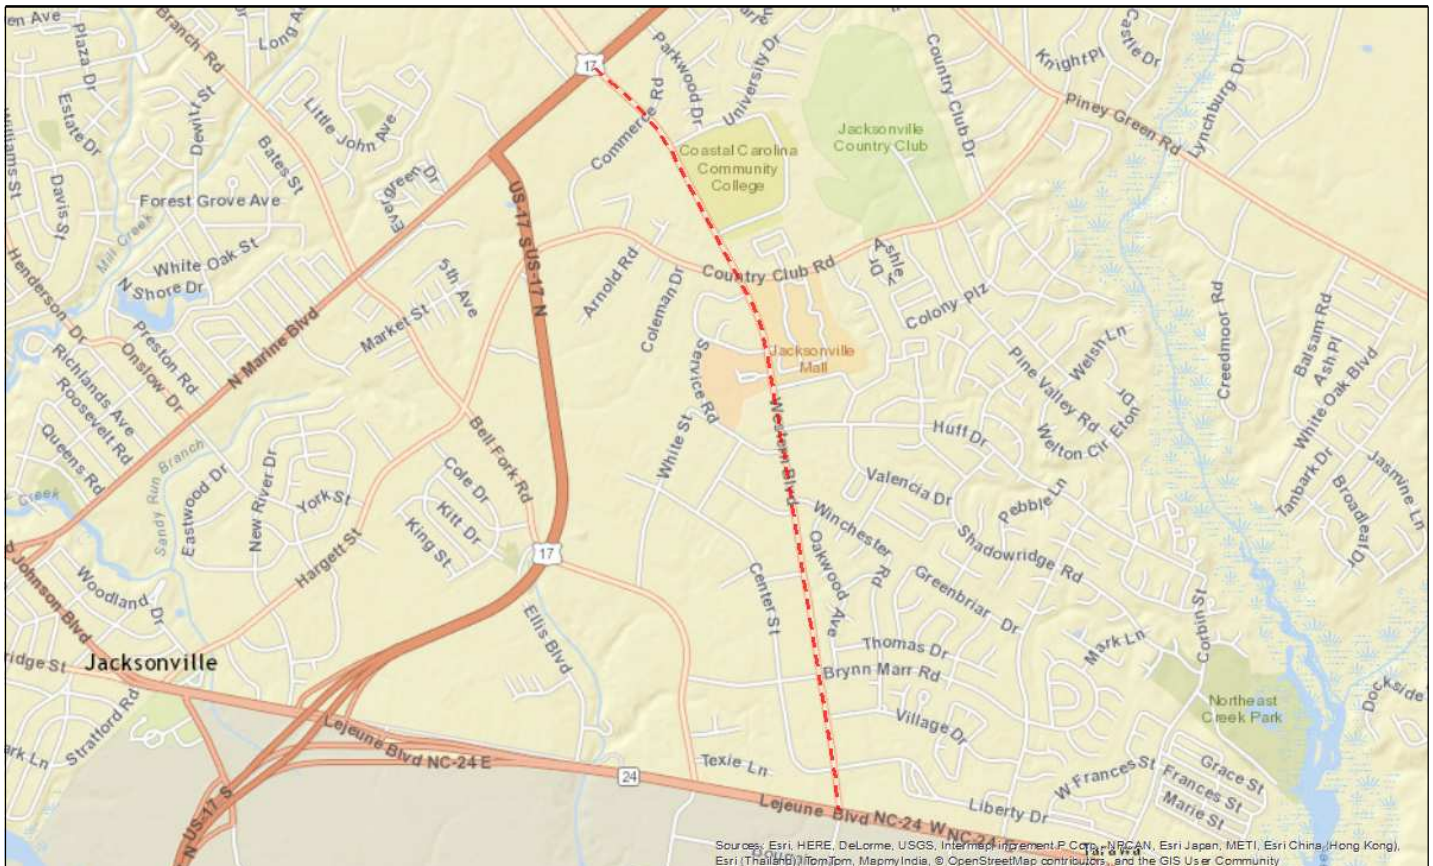 en Ave
Plaza Dr
Branch Rd
Long Av
17
Parkwood Dr
University Dr
Country Club Dr
Knight Pl
Castle Dr
Lynchburg Dr
Piney Green Rd
Williams St
Estate Dr
Dewitt St
Little John Ave
Commerce Rd
Jacksonville
Country Club
Coastal Carolina
Community
College
Bates St
Davis St
Forest Grove Ave
Evergreen Dr
US-17 S
US-17 N
Mill Creek
White Oak St
N Shore Dr
Henderson Dr
5th Ave
Arnold Rd
Coleman Dr
Country Club Rd
Ashley Dr
Colony Plz
Market St
N Marine Blvd
Preston Rd
Onslow Dr
Richlands Ave
Roosevelt Rd
Queens Rd
Service Rd
Jacksonville
Mall
Welsh Ln
Pine Valley Rd
Eton Dr
Welton Cir
Creedmoor Rd
Balsam Rd
Ash Pl
White Oak Blvd
Tanbark Dr
Jasmine Ln
Broadleaf Dr
Western Blvd
Huff Dr
White St
Bell Fork Rd
Creek
Sandy Run Branch
Eastwood Dr
New River Dr
York St
Cole Dr
Kitt Dr
King St
Hargett St
Valencia Dr
Pebble Ln
Winchester Rd
Shadowridge Rd
Oakwood Ave
Center St
Greenbriar Dr
17
Johnson Blvd
Woodland Dr
Ellis Blvd
Thomas Dr
Mark Ln
Corbin St
Brynn Marr Rd
ridge St
Jacksonville
Stratford Rd
ark Ln
Village Dr
Northeast
Creek Park
Dockside
Lejeune Blvd NC-24 E
24
Texie Ln
W Frances St
Grace St
Frances St
Marie St
Liberty Dr
Lejeune Blvd NC-24 W
NC-24 E
N US-17 S
Tarawa
Sources: Esri, HERE, DeLorme, USGS, Intermap, increment P Corp., NRCAN, Esri Japan, METI, Esri China (Hong Kong),
Esri (Thailand), TomTom, MapmyIndia, © OpenStreetMap contributors, and the GIS User Community